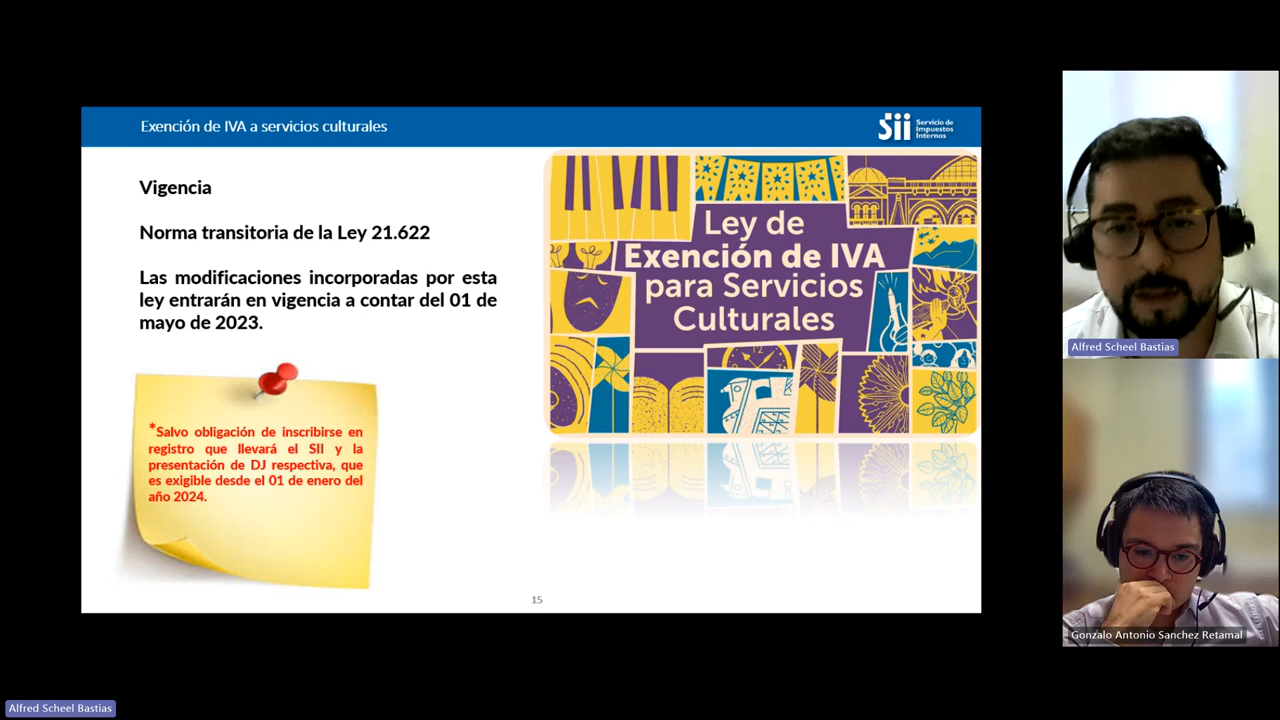 Exención de IVA a servicios culturales
Sii Servicio de
Impuestos
Internos
Vigencia
Norma transitoria de la Ley 21.622
Las modificaciones incorporadas por esta
ley entrarán en vigencia a contar del 01 de
mayo de 2023.
*Salvo obligación de inscribirse en
registro que llevará el SII y la
presentación de DJ respectiva, que
es exigible desde el 01 de enero del
año 2024.
Ley de
Exención de IVA
para Servicios
Culturales
15
Alfred Scheel Bastias
Gonzalo Antonio Sanchez Retamal
Alfred Scheel Bastias